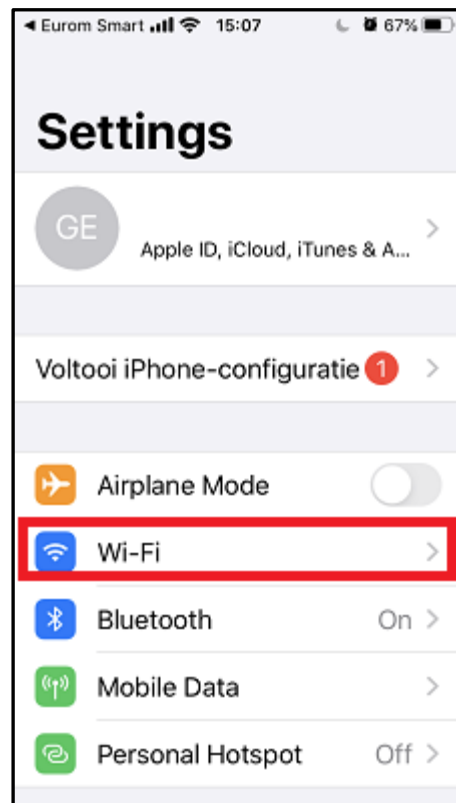 ◀ Eurom Smart 15:07 67%
Settings
GE
Apple ID, iCloud, iTunes & A...
Voltooi iPhone-configuratie 1
Airplane Mode
Wi-Fi
Bluetooth On
Mobile Data
Personal Hotspot Off